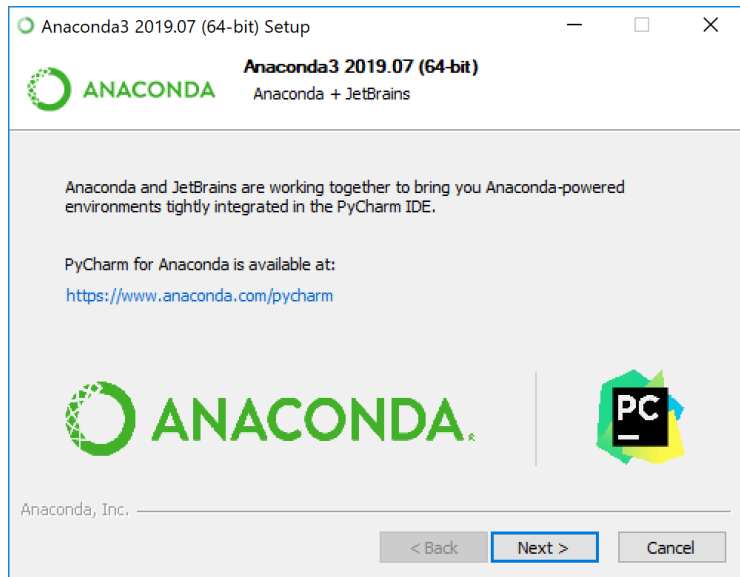 Anaconda3 2019.07 (64-bit) Setup
ANACONDA
Anaconda3 2019.07 (64-bit)
Anaconda + JetBrains
Anaconda and JetBrains are working together to bring you Anaconda-powered
environments tightly integrated in the PyCharm IDE.
PyCharm for Anaconda is available at:
https://www.anaconda.com/pycharm
ANACONDA.
PC
Anaconda, Inc.
< Back
Next >
Cancel